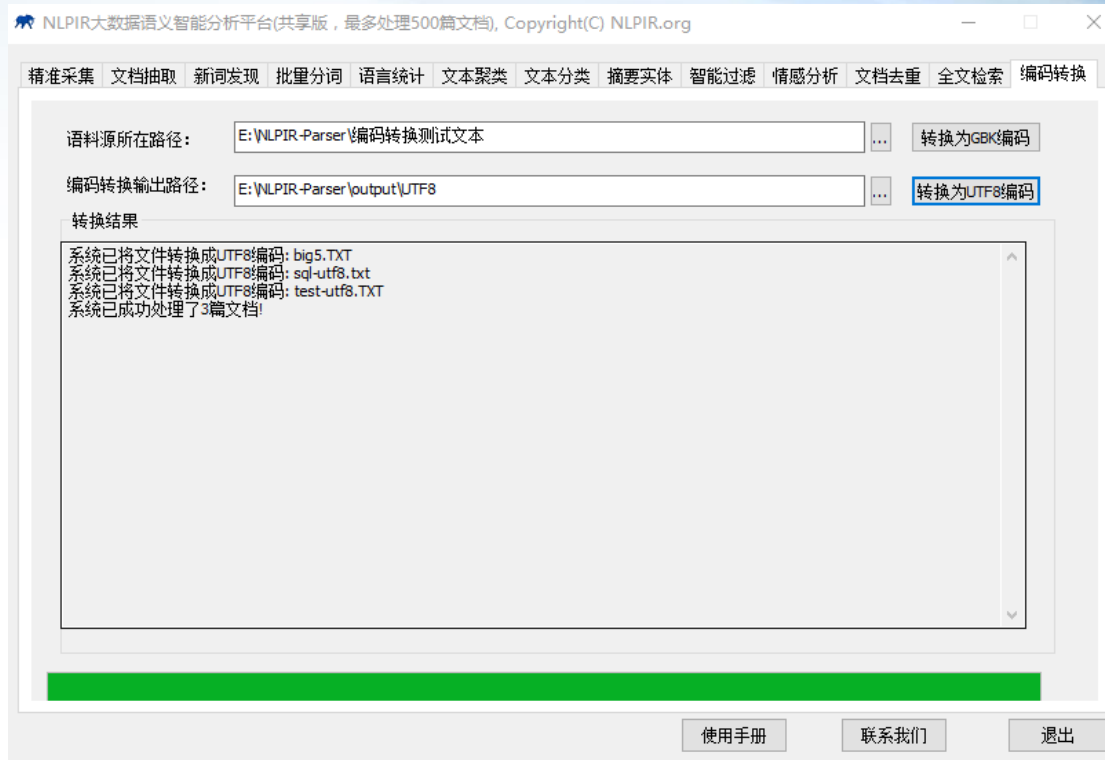 NLPIR大数据语义智能分析平台(共享版，最多处理500篇文档), Copyright(C) NLPIR.org
精准采集 文档抽取 新词发现 批量分词 语言统计 文本聚类 文本分类 摘要实体 智能过滤 情感分析 文档去重 全文检索 编码转换
语料源所在路径: E:\NLPIR-Parser\编码转换测试文本 ... 转换为GBK编码
编码转换输出路径: E:\NLPIR-Parser\output\UTF8 ... 转换为UTF8编码
转换结果
系统已将文件转换成UTF8编码: big5.TXT
系统已将文件转换成UTF8编码: sql-utf8.txt
系统已将文件转换成UTF8编码: test-utf8.TXT
系统已成功处理了3篇文档!
使用手册 联系我们 退出